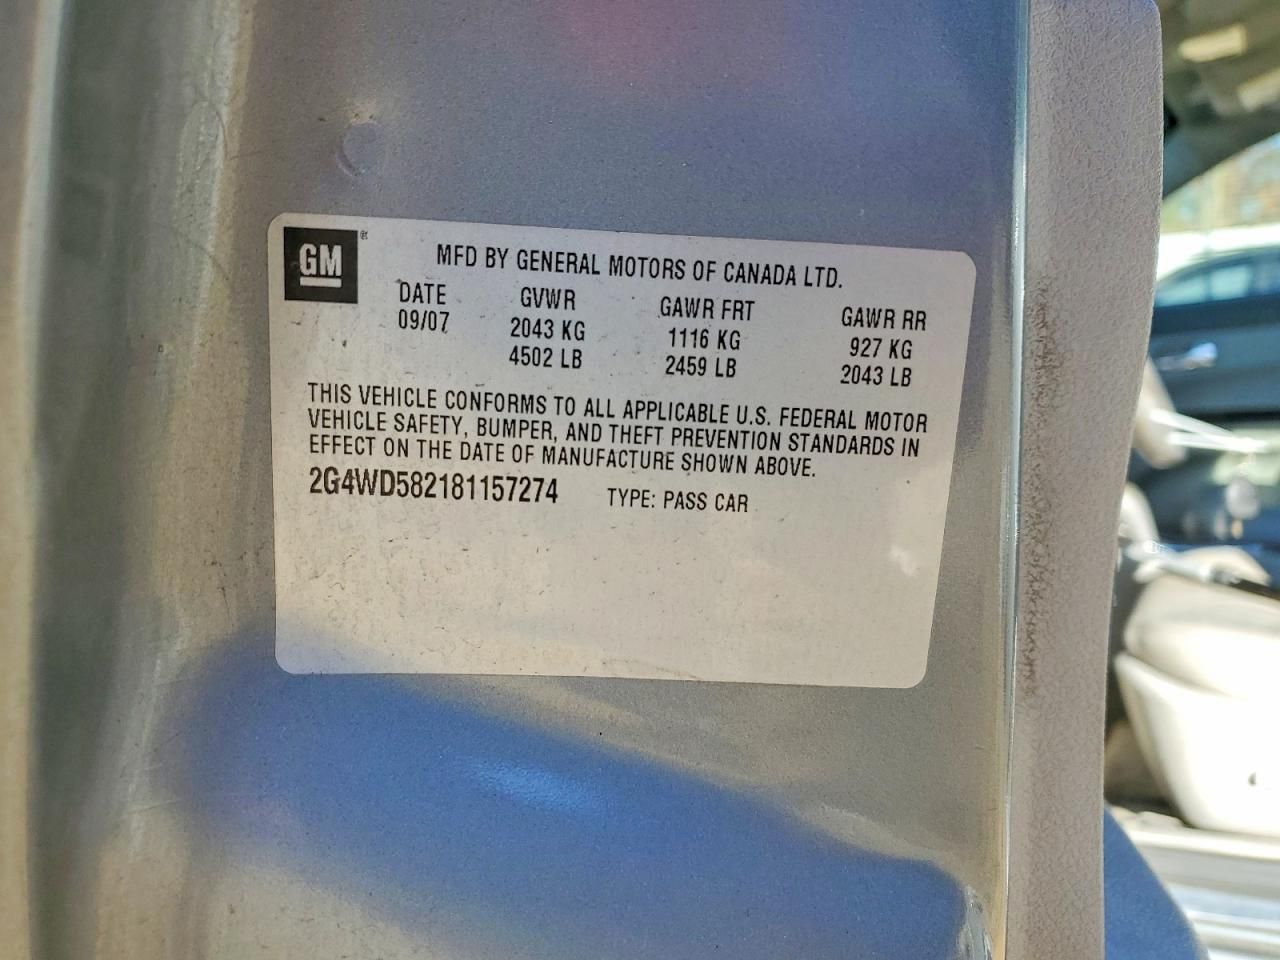 GM ®
MFD BY GENERAL MOTORS OF CANADA LTD.
DATE GVWR GAWR FRT GAWR RR
09/07 2043 KG 1116 KG 927 KG
4502 LB 2459 LB 2043 LB
THIS VEHICLE CONFORMS TO ALL APPLICABLE U.S. FEDERAL MOTOR
VEHICLE SAFETY, BUMPER, AND THEFT PREVENTION STANDARDS IN
EFFECT ON THE DATE OF MANUFACTURE SHOWN ABOVE.
2G4WD582181157274 TYPE: PASS CAR